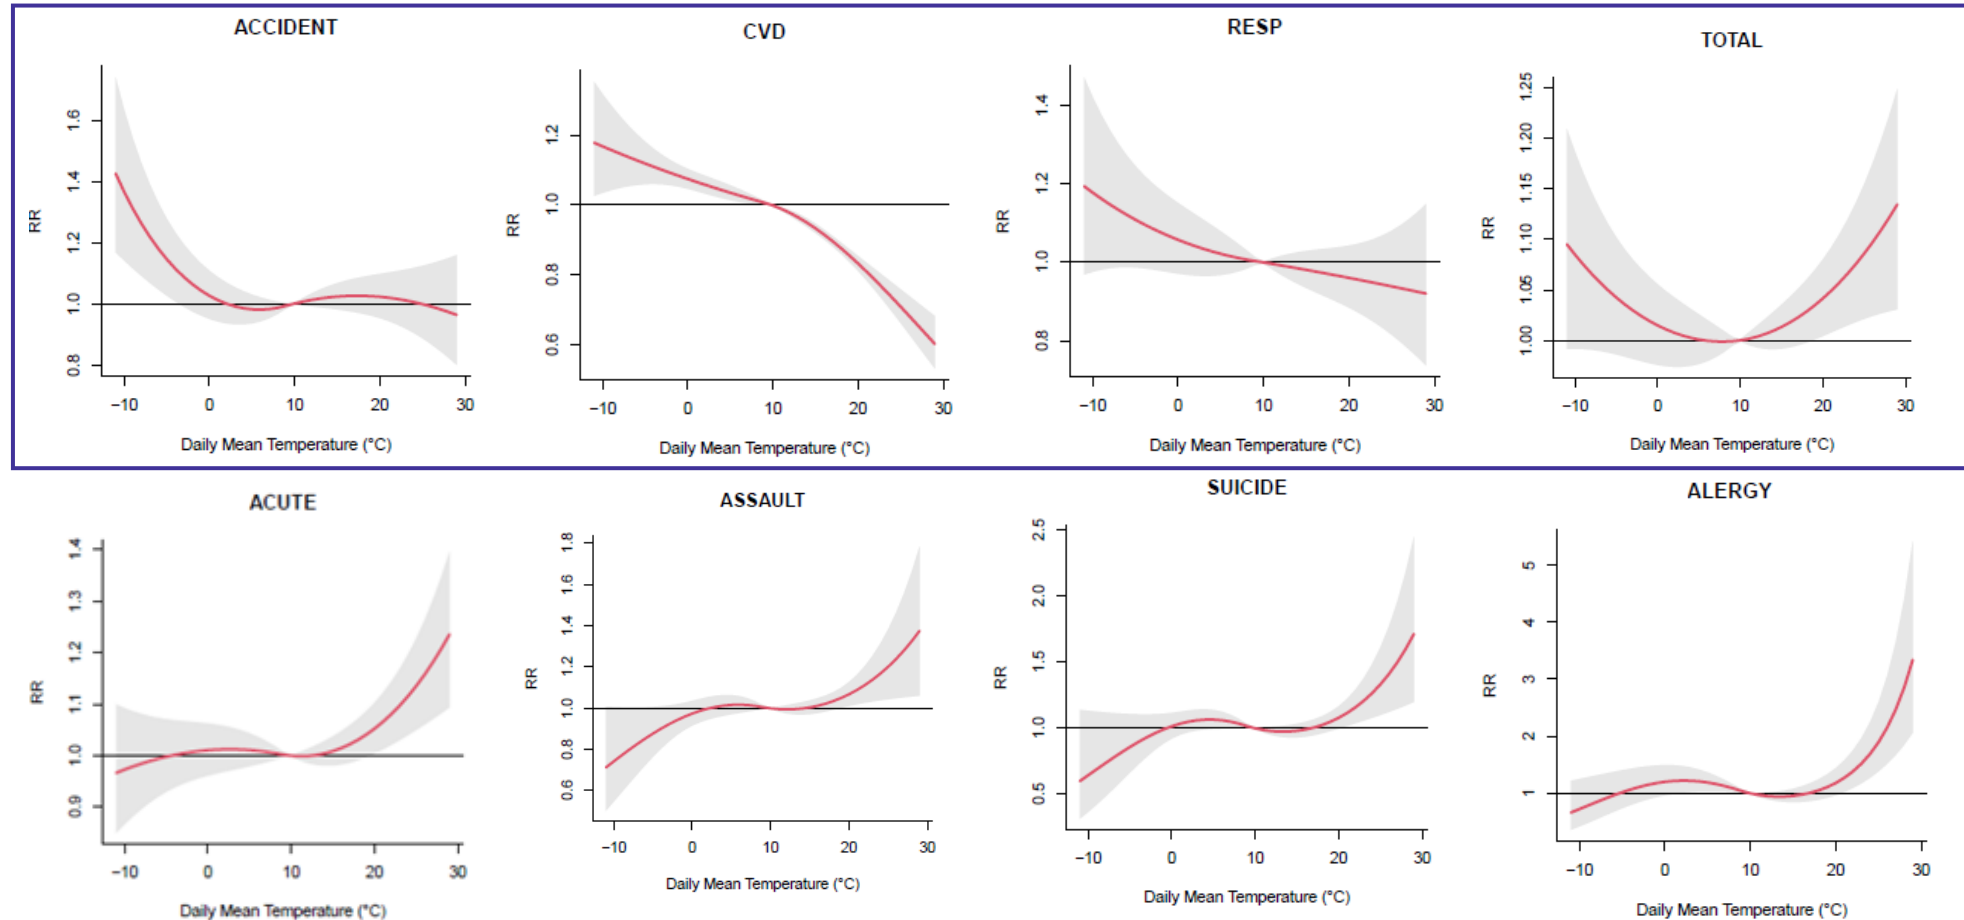 ACCIDENT
RR
0.8 1.0 1.2 1.4 1.6
−10 0 10 20 30
Daily Mean Temperature (°C)
CVD
RR
0.6 0.8 1.0 1.2
−10 0 10 20 30
Daily Mean Temperature (°C)
RESP
RR
0.8 1.0 1.2 1.4
−10 0 10 20 30
Daily Mean Temperature (°C)
TOTAL
RR
1.00 1.05 1.10 1.15 1.20 1.25
−10 0 10 20 30
Daily Mean Temperature (°C)
ACUTE
RR
0.9 1.0 1.1 1.2 1.3 1.4
−10 0 10 20 30
Daily Mean Temperature (°C)
ASSAULT
RR
0.6 0.8 1.0 1.2 1.4 1.6 1.8
−10 0 10 20 30
Daily Mean Temperature (°C)
SUICIDE
RR
0.5 1.0 1.5 2.0 2.5
−10 0 10 20 30
Daily Mean Temperature (°C)
ALERGY
RR
1 2 3 4 5
−10 0 10 20 30
Daily Mean Temperature (°C)